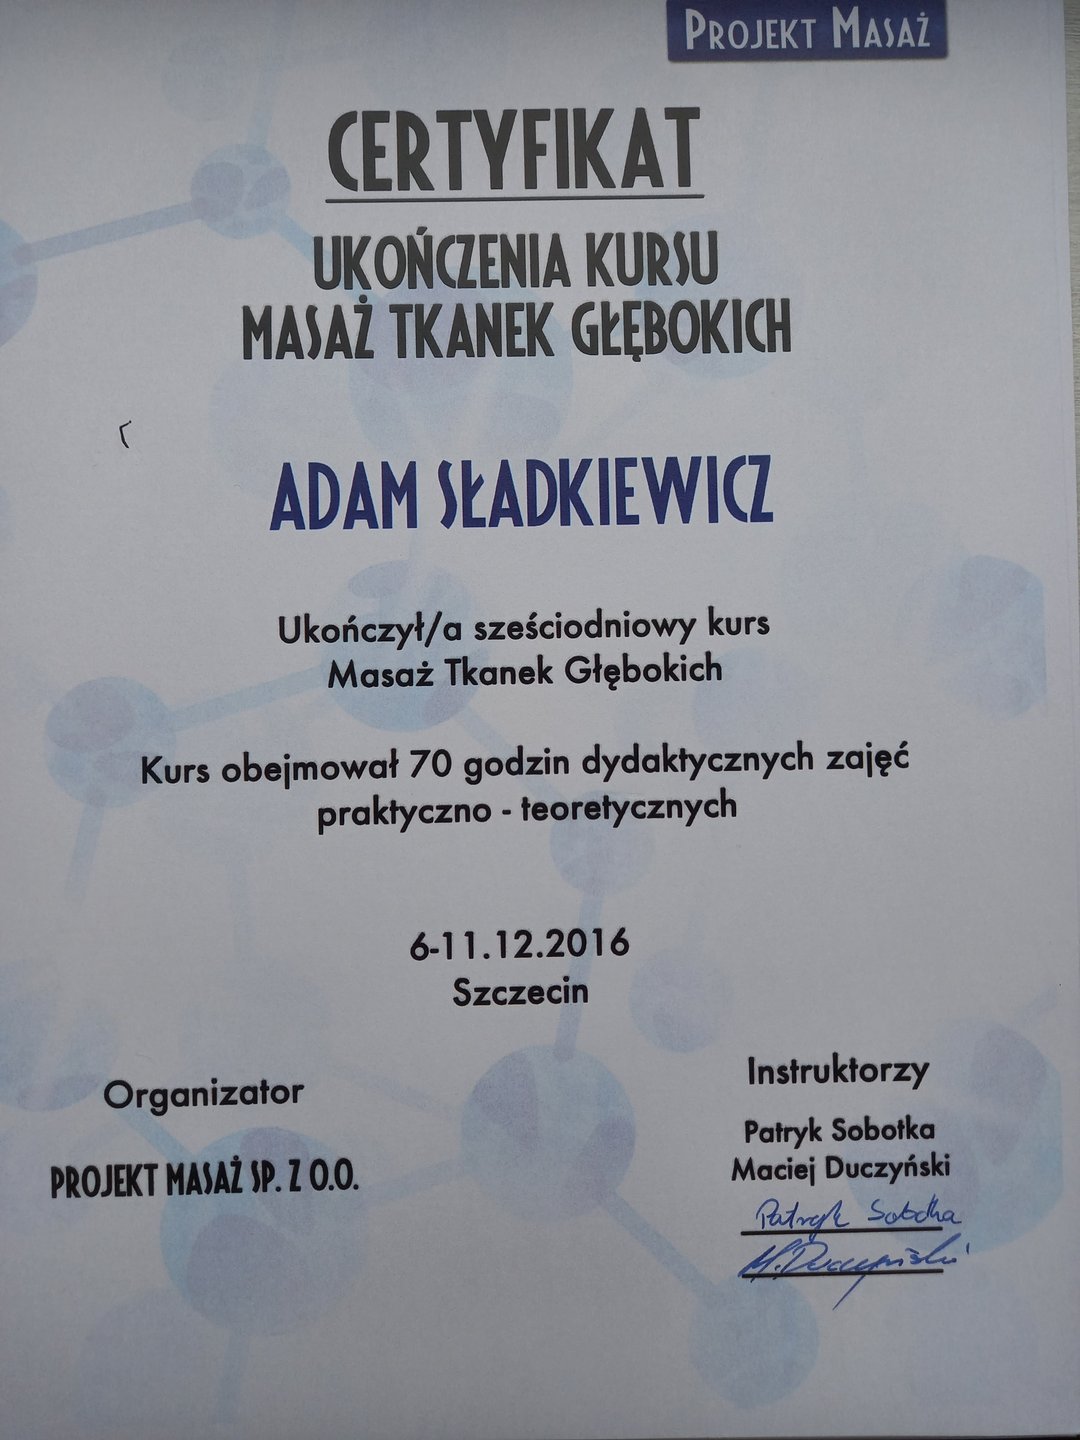 PROJEKT MASAŻ
CERTYFIKAT
UKOŃCZENIA KURSU
MASAŻ TKANEK GŁĘBOKICH
ADAM SŁADKIEWICZ
Ukończył/a sześciodniowy kurs
Masaż Tkanek Głębokich
Kurs obejmował 70 godzin dydaktycznych zajęć
praktyczno - teoretycznych
6-11.12.2016
Szczecin
Organizator
PROJEKT MASAŻ SP. Z O.O.
Instruktorzy
Patryk Sobotka
Maciej Duczyński
Patryk Sobotka
M. Duczyński